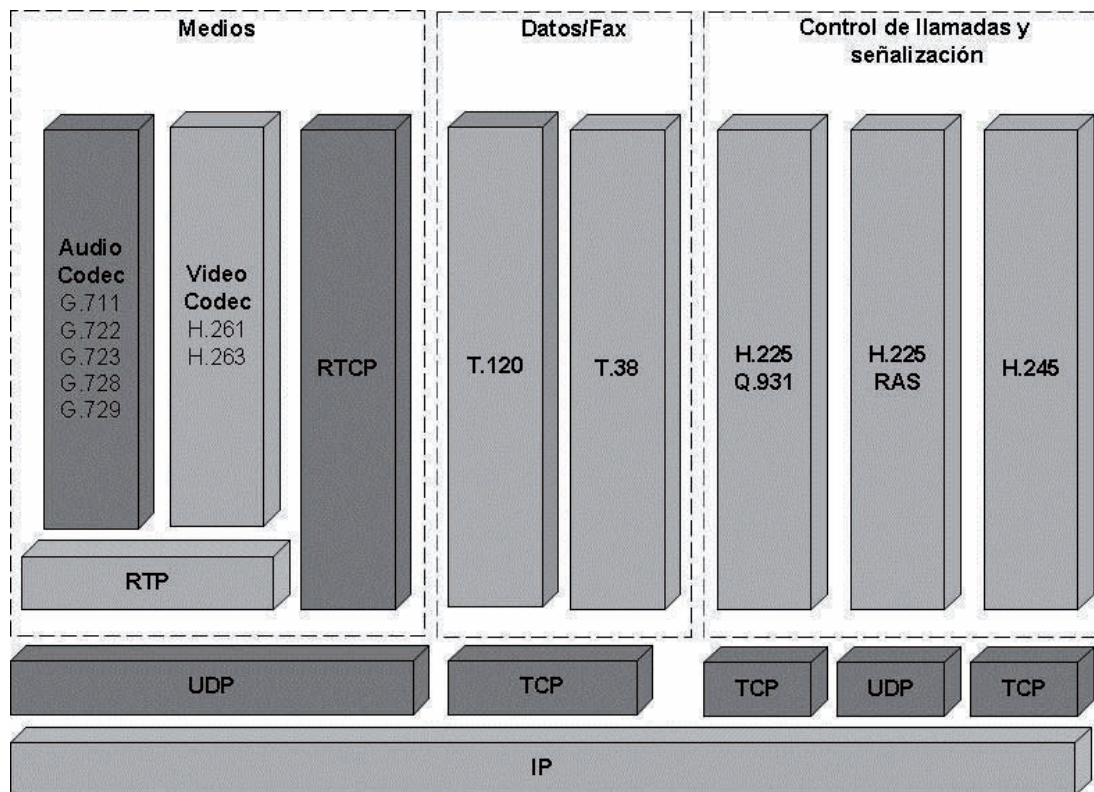 Medios
Datos/Fax
Control de llamadas y
señalización
Audio
Codec
G.711
G.722
G.723
G.728
G.729
Video
Codec
H.261
H.263
RTCP
T.120
T.38
H.225
Q.931
H.225
RAS
H.245
RTP
UDP
TCP
TCP
UDP
TCP
IP